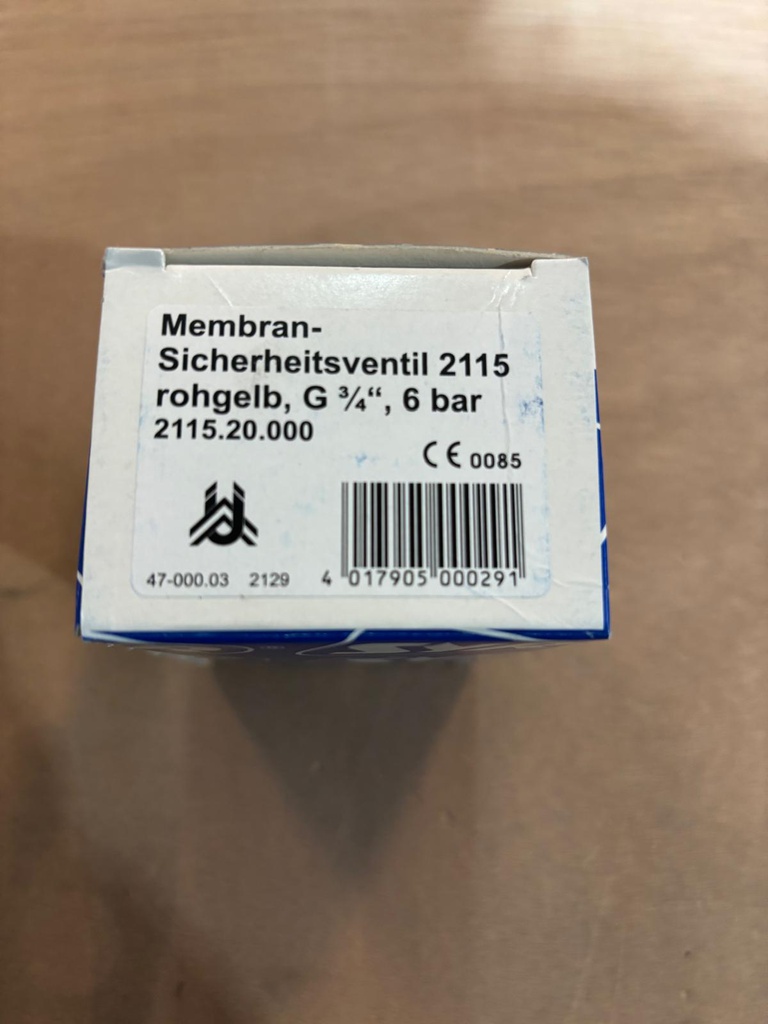 Membran-
Sicherheitsventil 2115
rohgelb, G ¾“, 6 bar
2115.20.000
CE 0085
47-000.03 2129 4 017905 000291